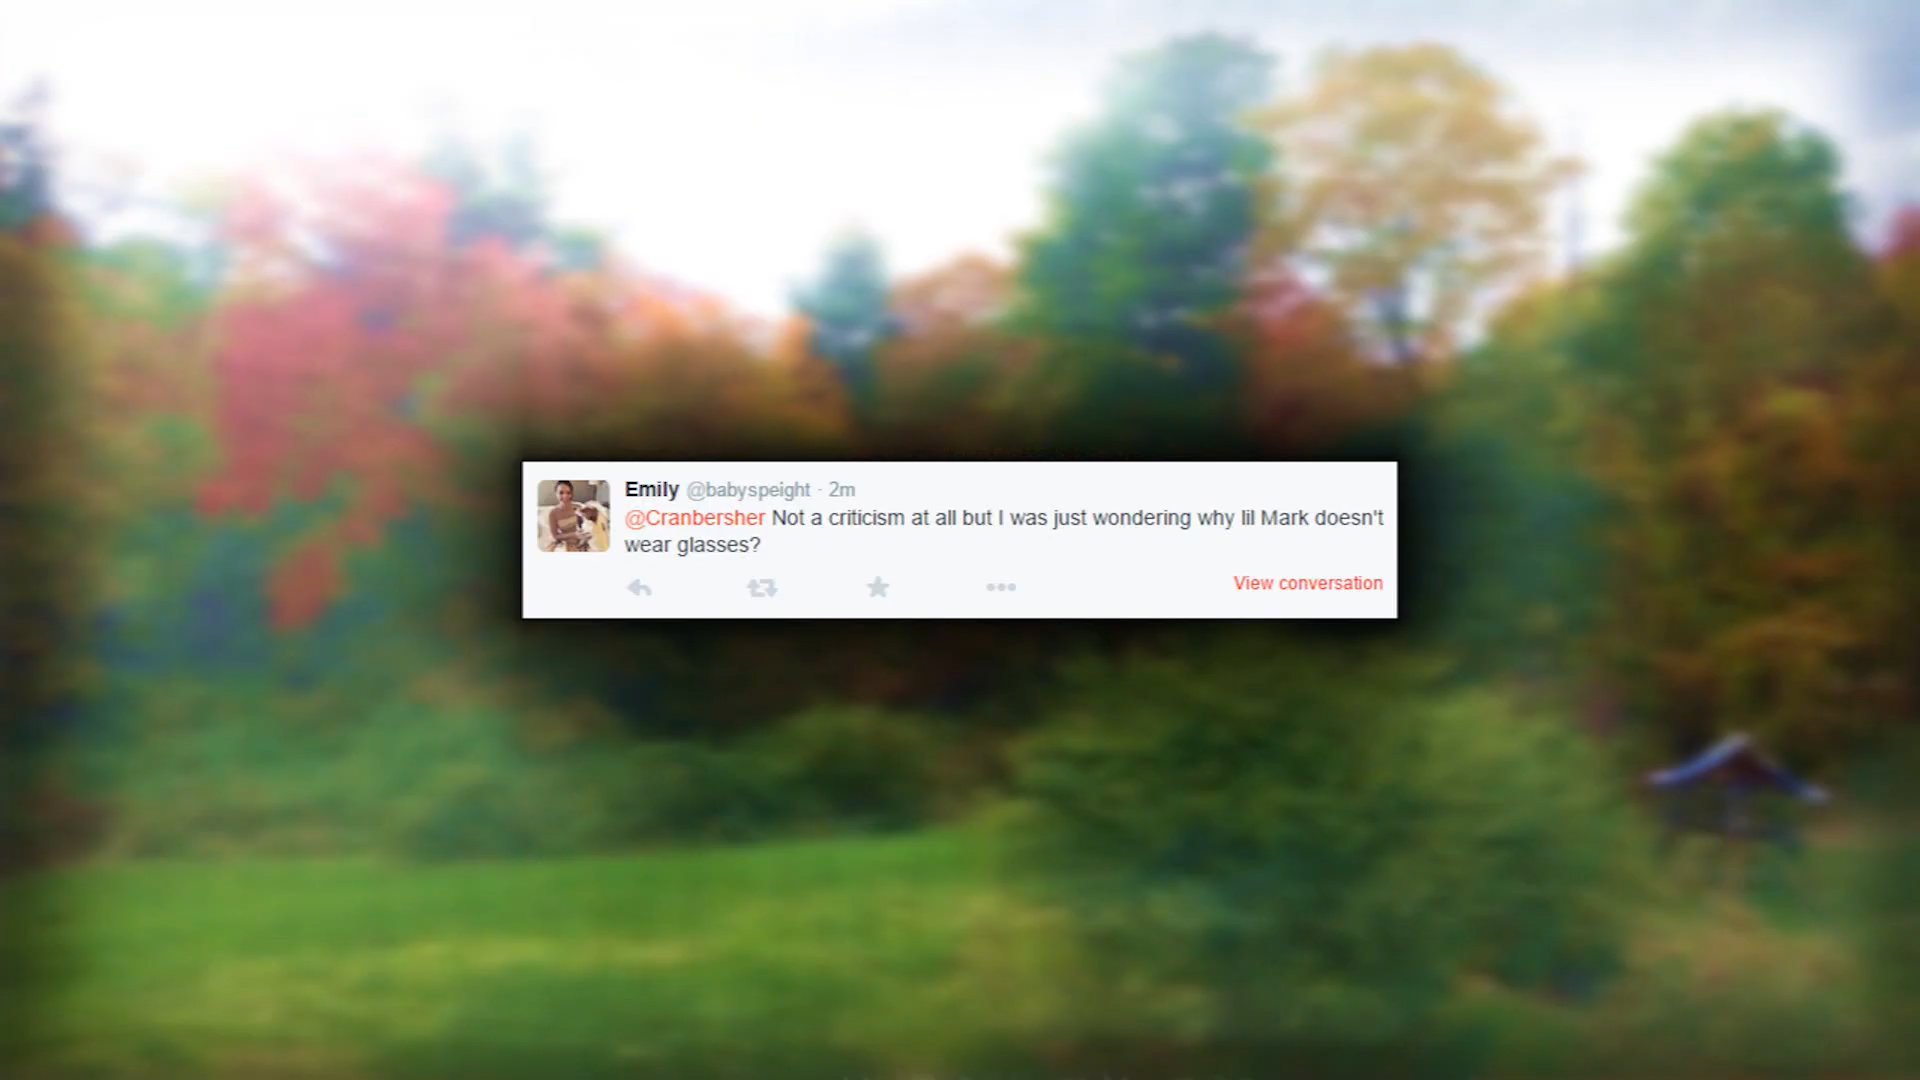 Emily @babyspeight · 2m
@Cranbersher Not a criticism at all but I was just wondering why lil Mark doesn't
wear glasses?
View conversation